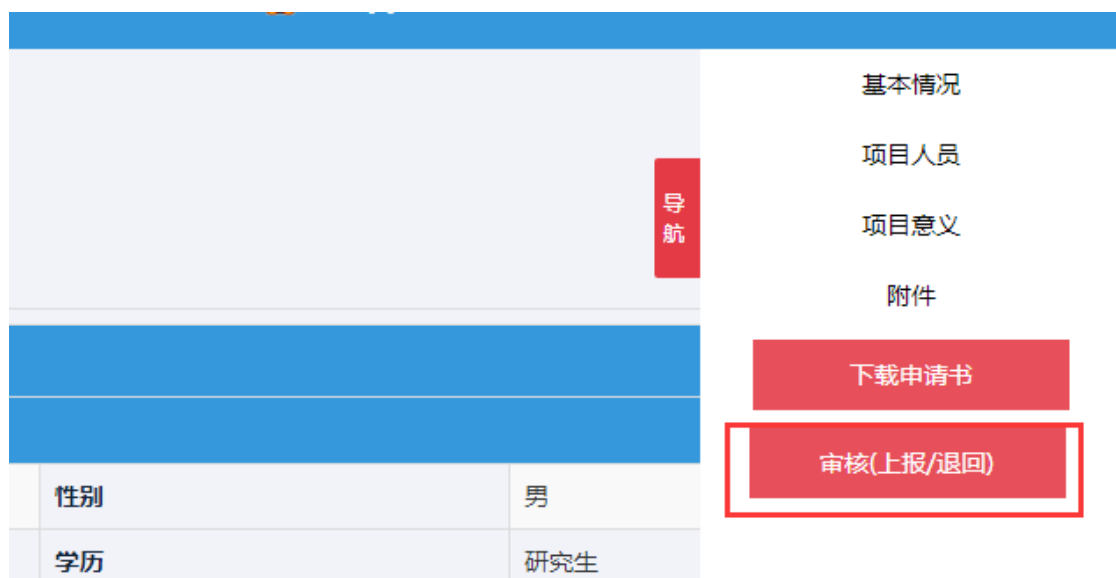 基本情况
项目人员
导
航
项目意义
附件
下载申请书
审核(上报/退回)
性别 男
学历 研究生